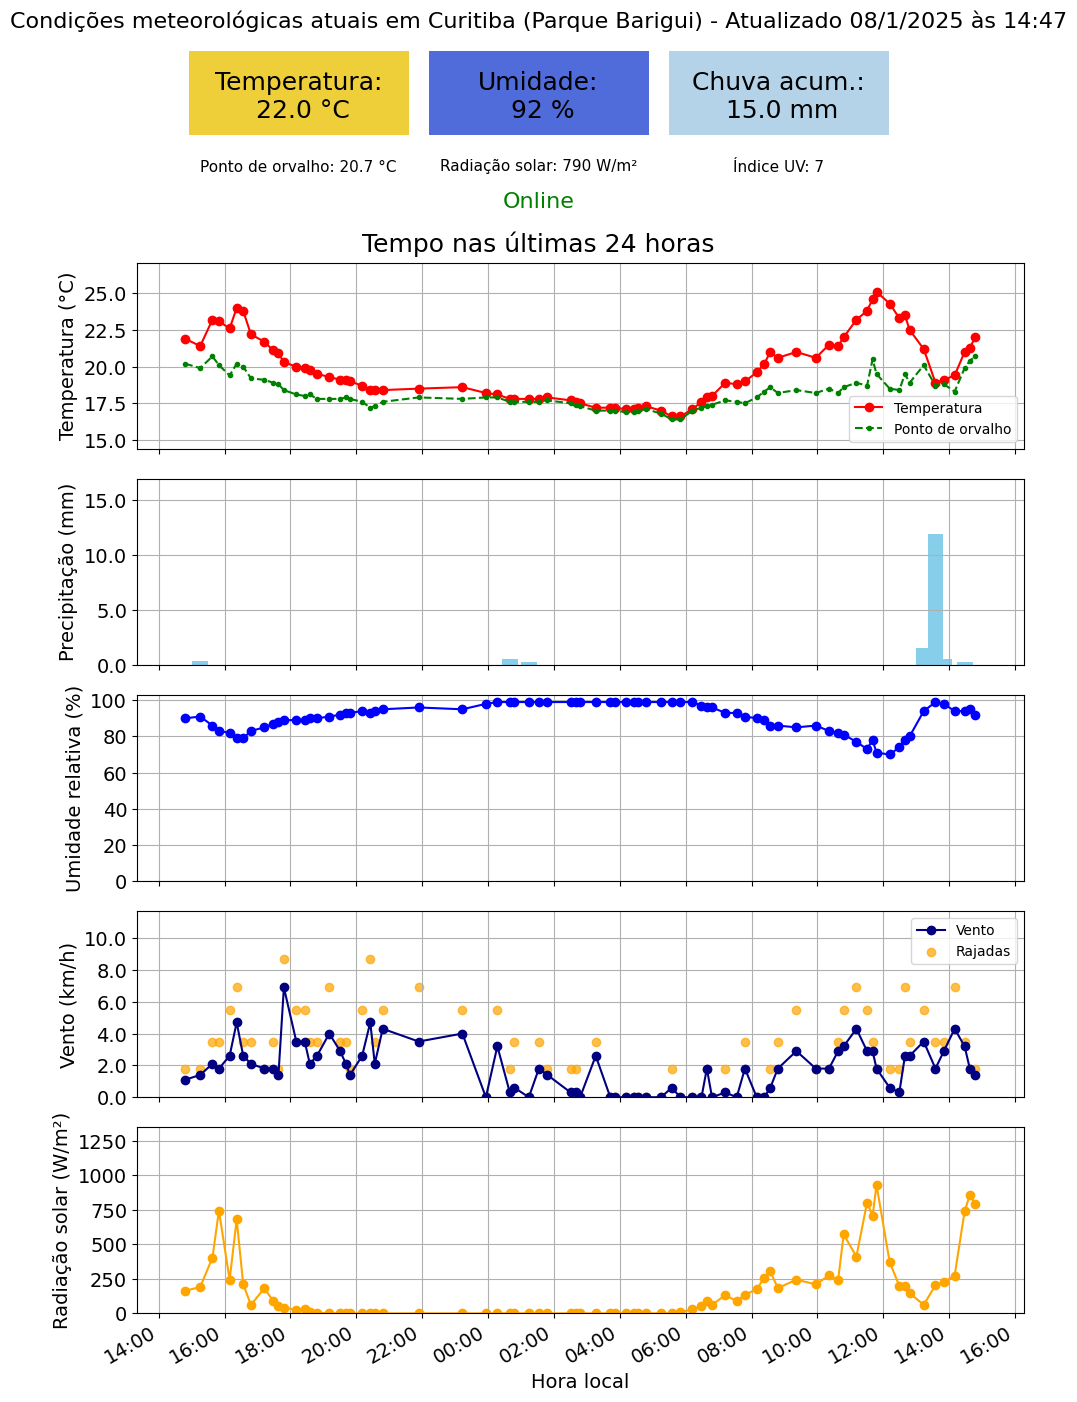 Condições meteorológicas atuais em Curitiba (Parque Barigui) - Atualizado 08/1/2025 às 14:47
Temperatura:
22.0 °C
Umidade:
92 %
Chuva acum.:
15.0 mm
Ponto de orvalho: 20.7 °C
Radiação solar: 790 W/m²
Índice UV: 7
Online
Tempo nas últimas 24 horas
Temperatura (°C)
25.0
22.5
20.0
17.5
15.0
Temperatura
Ponto de orvalho
Precipitação (mm)
15.0
10.0
5.0
0.0
Umidade relativa (%)
100
80
60
40
20
0
Vento (km/h)
10.0
8.0
6.0
4.0
2.0
0.0
Vento
Rajadas
Radiação solar (W/m²)
1250
1000
750
500
250
0
14:00
16:00
18:00
20:00
22:00
00:00
02:00
04:00
06:00
08:00
10:00
12:00
14:00
16:00
Hora local